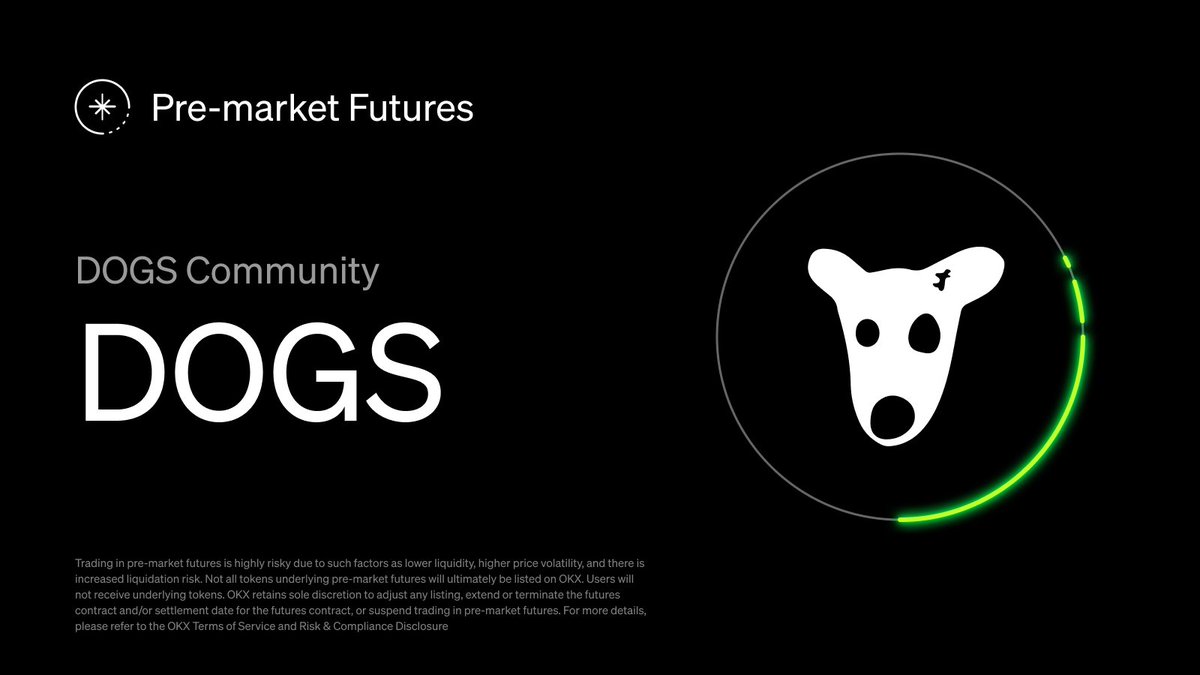 Pre-market Futures
DOGS Community
DOGS
Trading in pre-market futures is highly risky due to such factors as lower liquidity, higher price volatility, and there is
increased liquidation risk. Not all tokens underlying pre-market futures will ultimately be listed on OKX. Users will
not receive underlying tokens. OKX retains sole discretion to adjust any listing, extend or terminate the futures
contract and/or settlement date for the futures contract, or suspend trading in pre-market futures. For more details,
please refer to the OKX Terms of Service and Risk & Compliance Disclosure